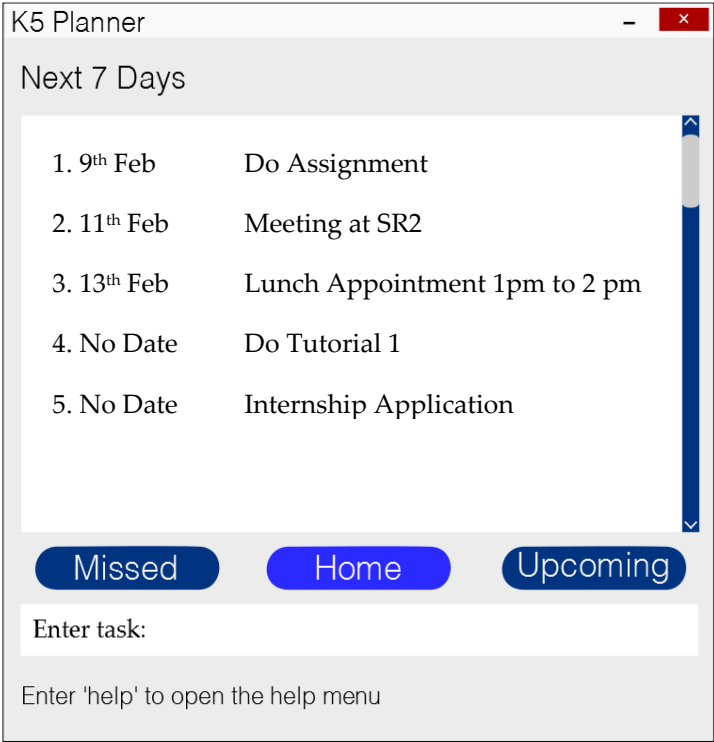 K5 Planner
Next 7 Days
1. 9th Feb Do Assignment
2. 11th Feb Meeting at SR2
3. 13th Feb Lunch Appointment 1pm to 2 pm
4. No Date Do Tutorial 1
5. No Date Internship Application
Missed Home Upcoming
Enter task:
Enter 'help' to open the help menu